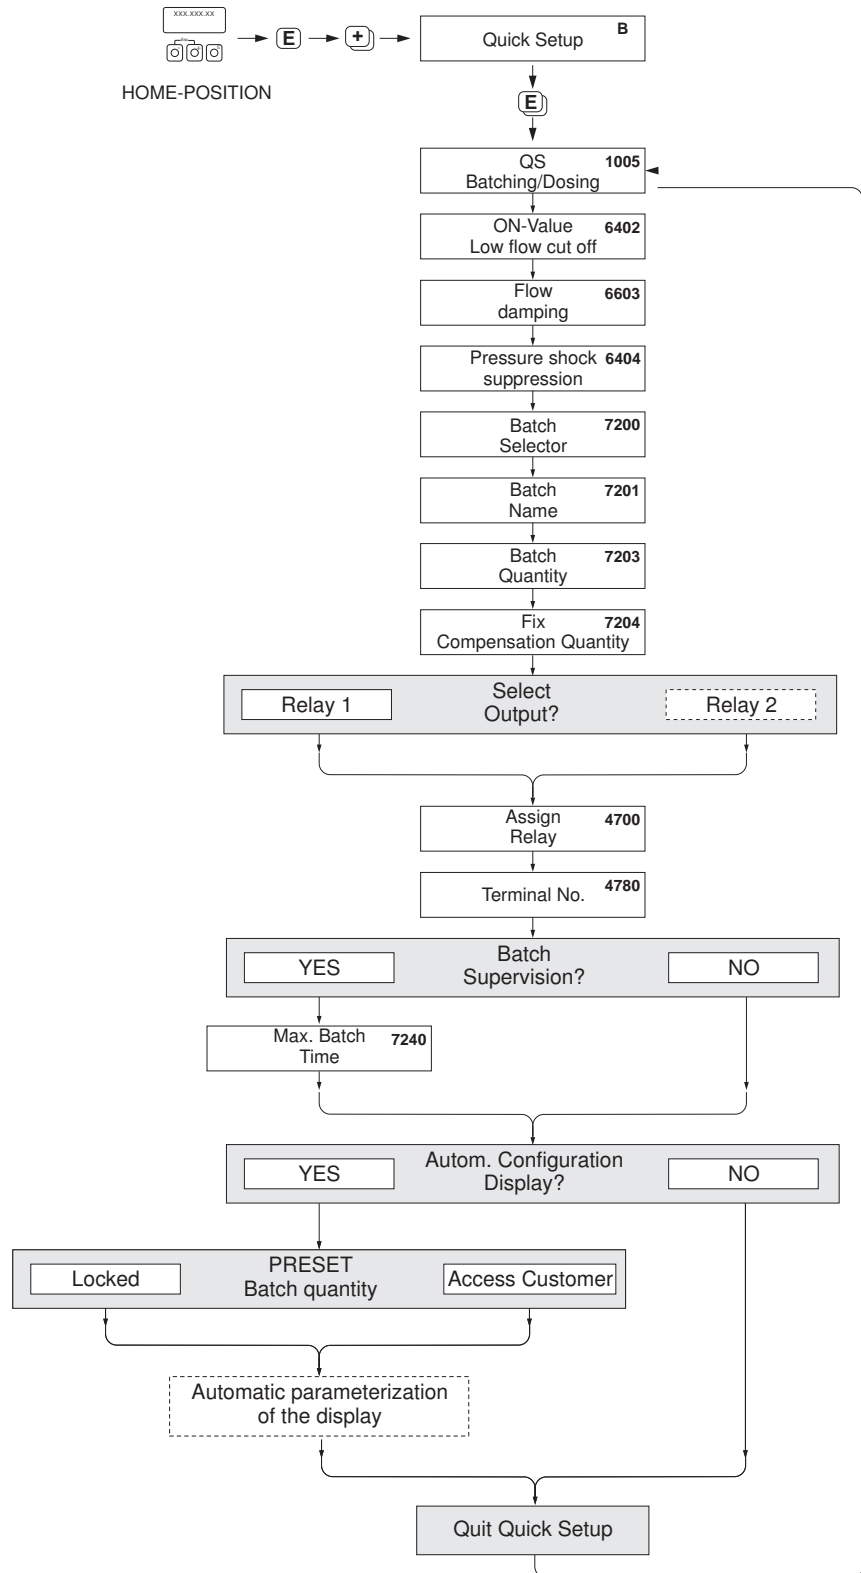 XXX.XXX.XX
Esc
E
+
Quick Setup B
HOME-POSITION
E
QS 1005
Batching/Dosing
ON-Value 6402
Low flow cut off
Flow 6603
damping
Pressure shock 6404
suppression
Batch 7200
Selector
Batch 7201
Name
Batch 7203
Quantity
Fix 7204
Compensation Quantity
Select
Relay 1 Relay 2
Output?
Assign 4700
Relay
Terminal No. 4780
Batch
YES NO
Supervision?
Max. Batch 7240
Time
Autom. Configuration
YES NO
Display?
PRESET
Locked Access Customer
Batch quantity
Automatic parameterization
of the display
Quit Quick Setup